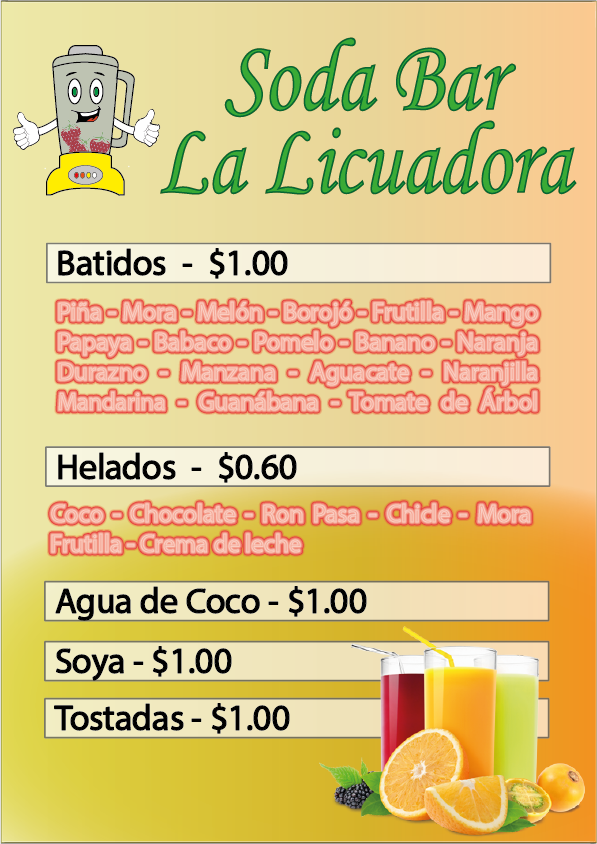 Soda Bar
La Licuadora
Batidos - $1.00
Piña - Mora - Melón - Borojó - Frutilla - Mango
Papaya - Babaco - Pomelo - Banano - Naranja
Durazno - Manzana - Aguacate - Naranjilla
Mandarina - Guanábana - Tomate de Árbol
Helados - $0.60
Coco - Chocolate - Ron Pasa - Chicle - Mora
Frutilla - Crema de leche
Agua de Coco - $1.00
Soya - $1.00
Tostadas - $1.00